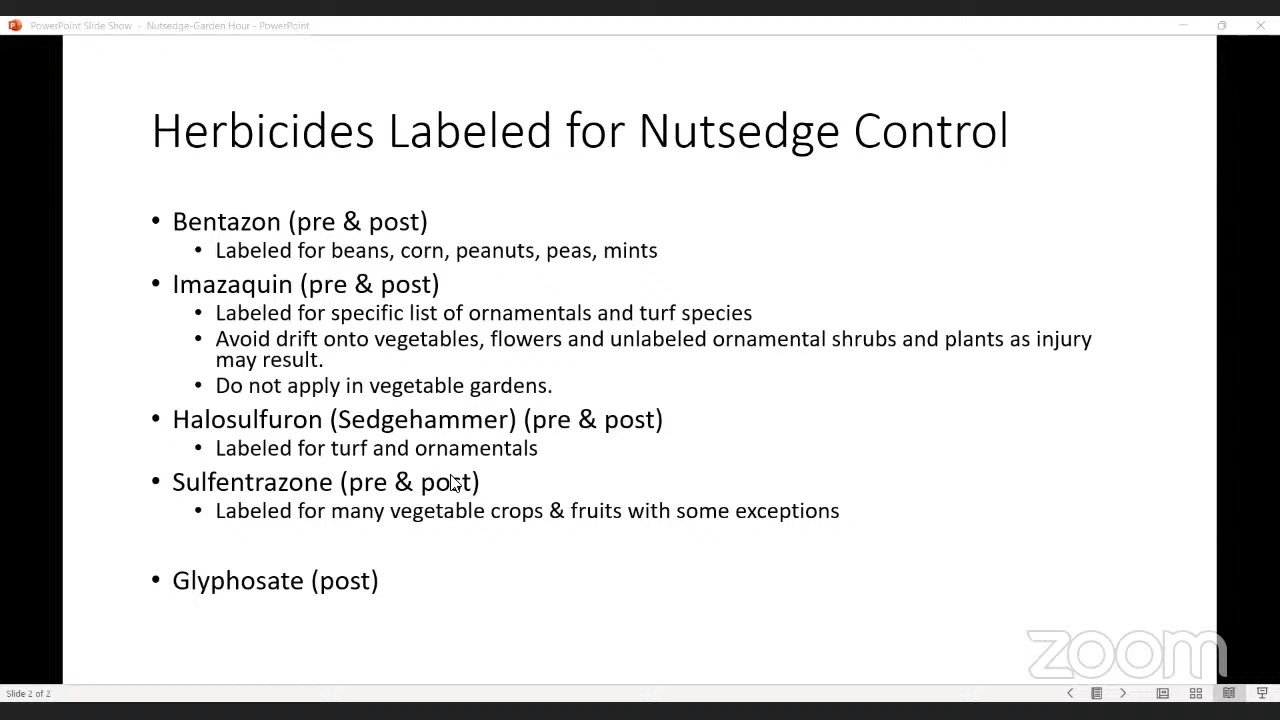 PowerPoint Slide Show - Nutsedge-Garden Hour - PowerPoint
Herbicides Labeled for Nutsedge Control
• Bentazon (pre & post)
• Labeled for beans, corn, peanuts, peas, mints
• Imazaquin (pre & post)
• Labeled for specific list of ornamentals and turf species
• Avoid drift onto vegetables, flowers and unlabeled ornamental shrubs and plants as injury
may result.
• Do not apply in vegetable gardens.
• Halosulfuron (Sedgehammer) (pre & post)
• Labeled for turf and ornamentals
• Sulfentrazone (pre & post)
• Labeled for many vegetable crops & fruits with some exceptions
• Glyphosate (post)
zoom
Slide 2 of 2